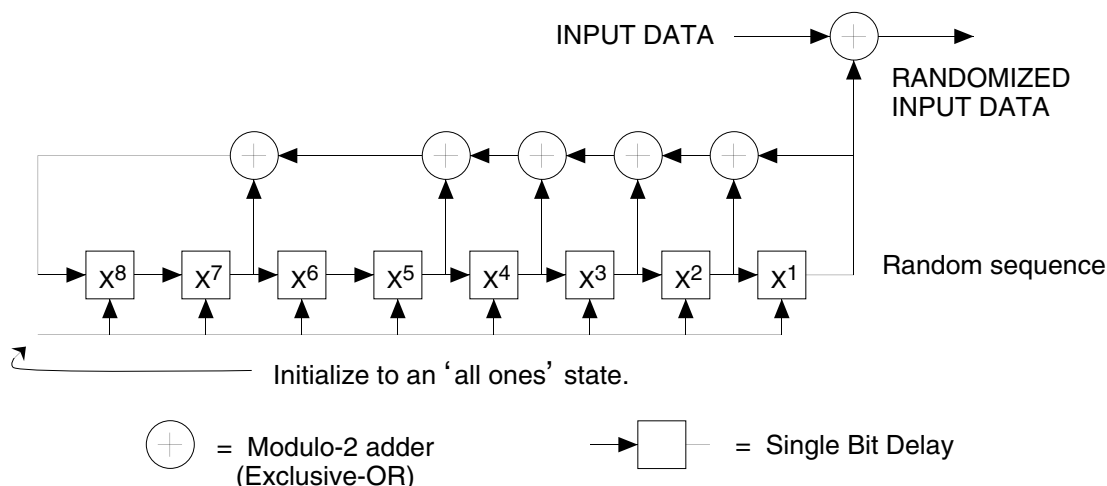 INPUT DATA
RANDOMIZED
INPUT DATA
X8 X7 X6 X5 X4 X3 X2 X1
Random sequence
Initialize to an ‘all ones’ state.
= Modulo-2 adder
(Exclusive-OR)
= Single Bit Delay